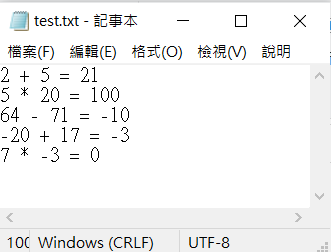 test.txt - 記事本
檔案(F) 編輯(E) 格式(O) 檢視(V) 說明
2 + 5 = 21
5 * 20 = 100
64 - 71 = -10
-20 + 17 = -3
7 * -3 = 0
Windows (CRLF) UTF-8